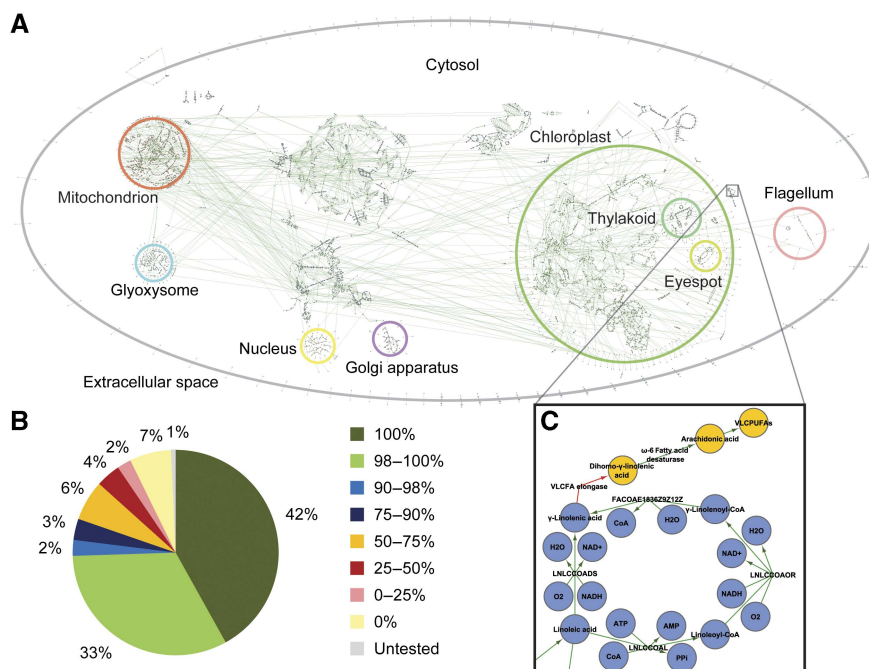 A
Cytosol
Chloroplast
Mitochondrion
Thylakoid
Flagellum
Glyoxysome
Eyespot
Nucleus
Golgi apparatus
Extracellular space
B
1%
7%
2%
4%
6%
3%
2%
33%
42%
100%
98–100%
90–98%
75–90%
50–75%
25–50%
0–25%
0%
Untested
C
VLCPUFAs
Arachidonic acid
ω-6 Fatty acid
desaturase
Dihomo-γ-linolenic
acid
VLCFA elongase
FACOAE1836Z9Z12Z
γ-Linolenic acid
CoA
H2O
γ-Linolenoyl-CoA
H2O
H2O
NAD+
NAD+
LNLCCOADS
LNLCCOAOR
O2
NADH
NADH
O2
Linoleic acid
ATP
AMP
Linoleoyl-CoA
LNLCCOAL
CoA
PPi